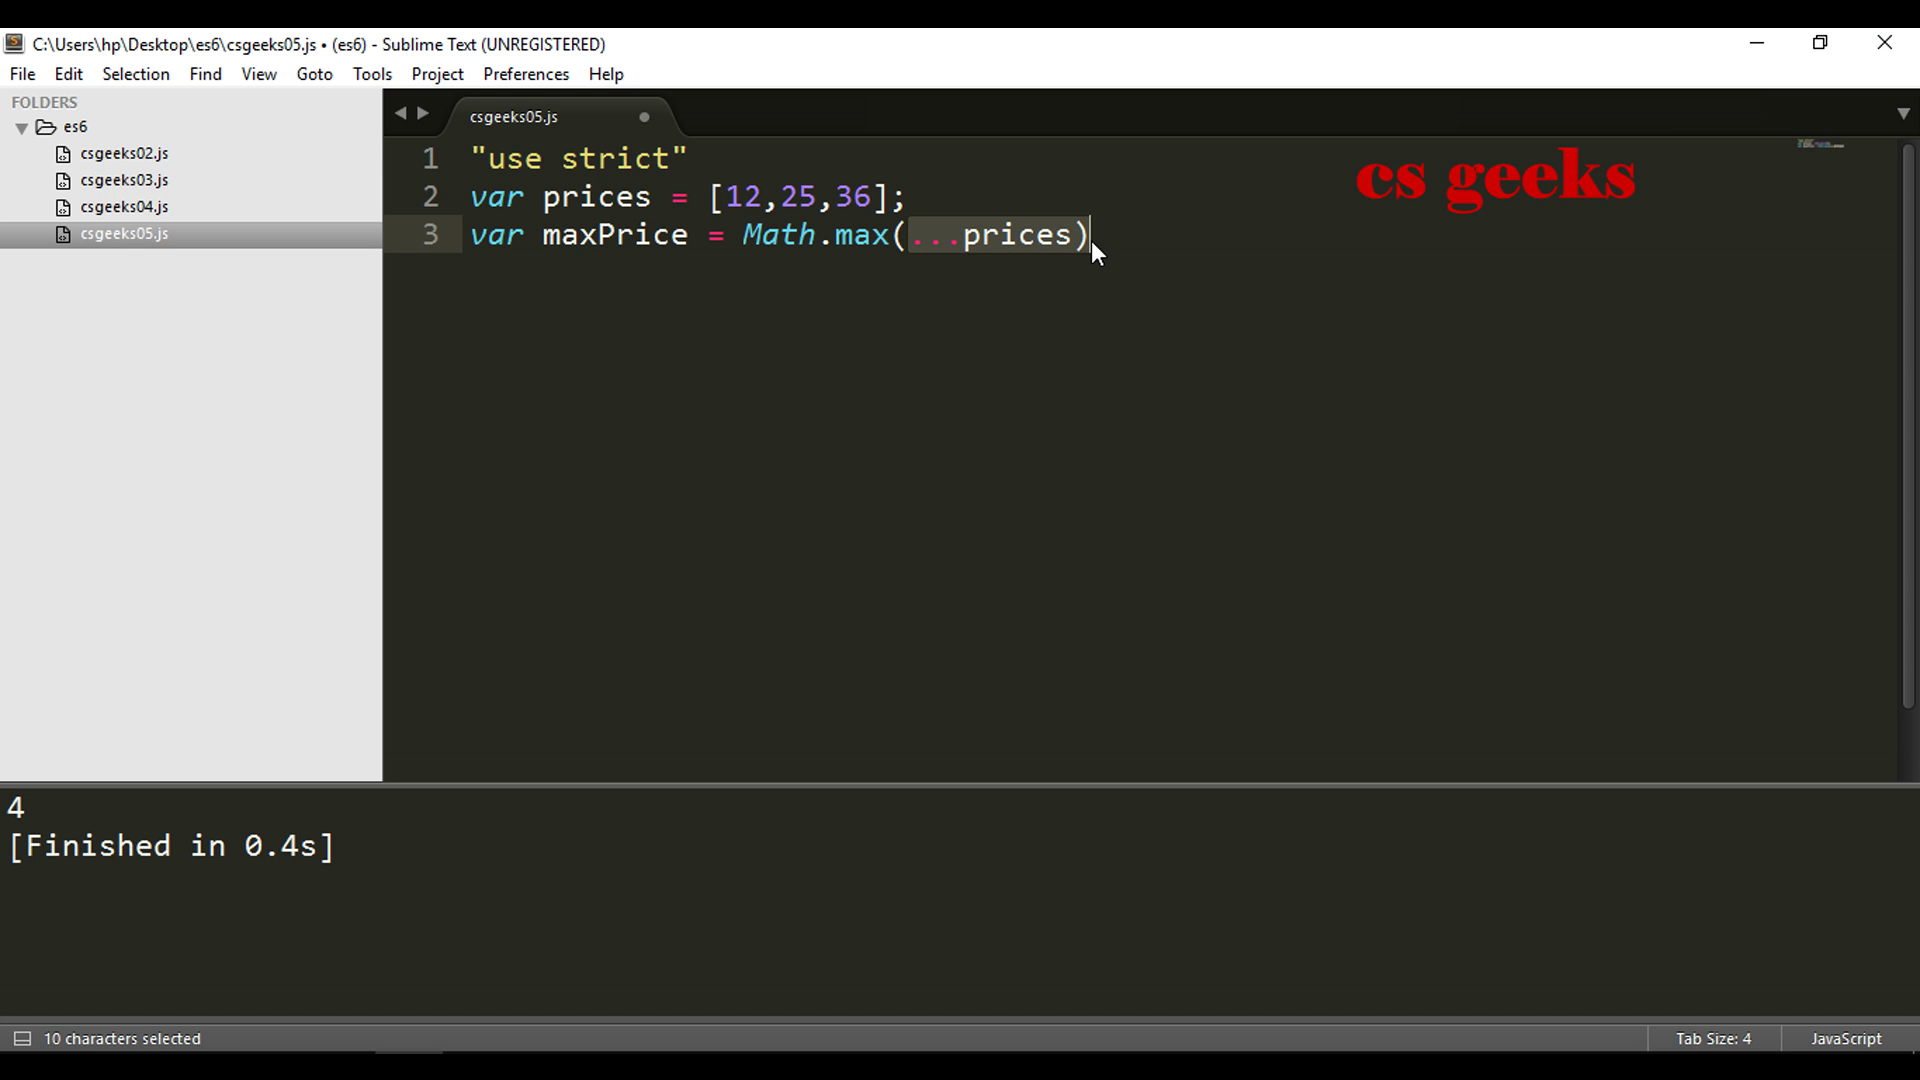 C:\Users\hp\Desktop\es6\csgeeks05.js • (es6) - Sublime Text (UNREGISTERED)
File Edit Selection Find View Goto Tools Project Preferences Help
FOLDERS
es6
csgeeks02.js
csgeeks03.js
csgeeks04.js
csgeeks05.js
csgeeks05.js
1 "use strict"
2 var prices = [12,25,36];
3 var maxPrice = Math.max(...prices)
cs geeks
4
[Finished in 0.4s]
10 characters selected
Tab Size: 4
JavaScript